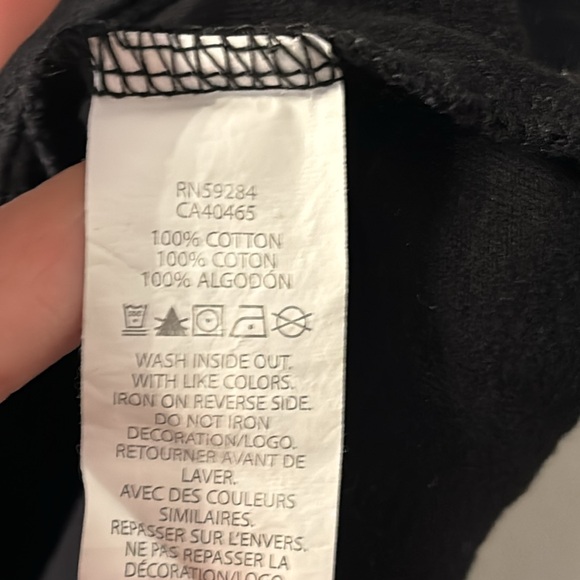 RN59284
CA40465
100% COTTON
100% COTON
100% ALGODÓN
WASH INSIDE OUT.
WITH LIKE COLORS.
IRON ON REVERSE SIDE.
DO NOT IRON
DECORATION/LOGO.
RETOURNER AVANT DE
LAVER.
AVEC DES COULEURS
SIMILAIRES.
REPASSER SUR L'ENVERS.
NE PAS REPASSER LA
DÉCORATION/LOGO